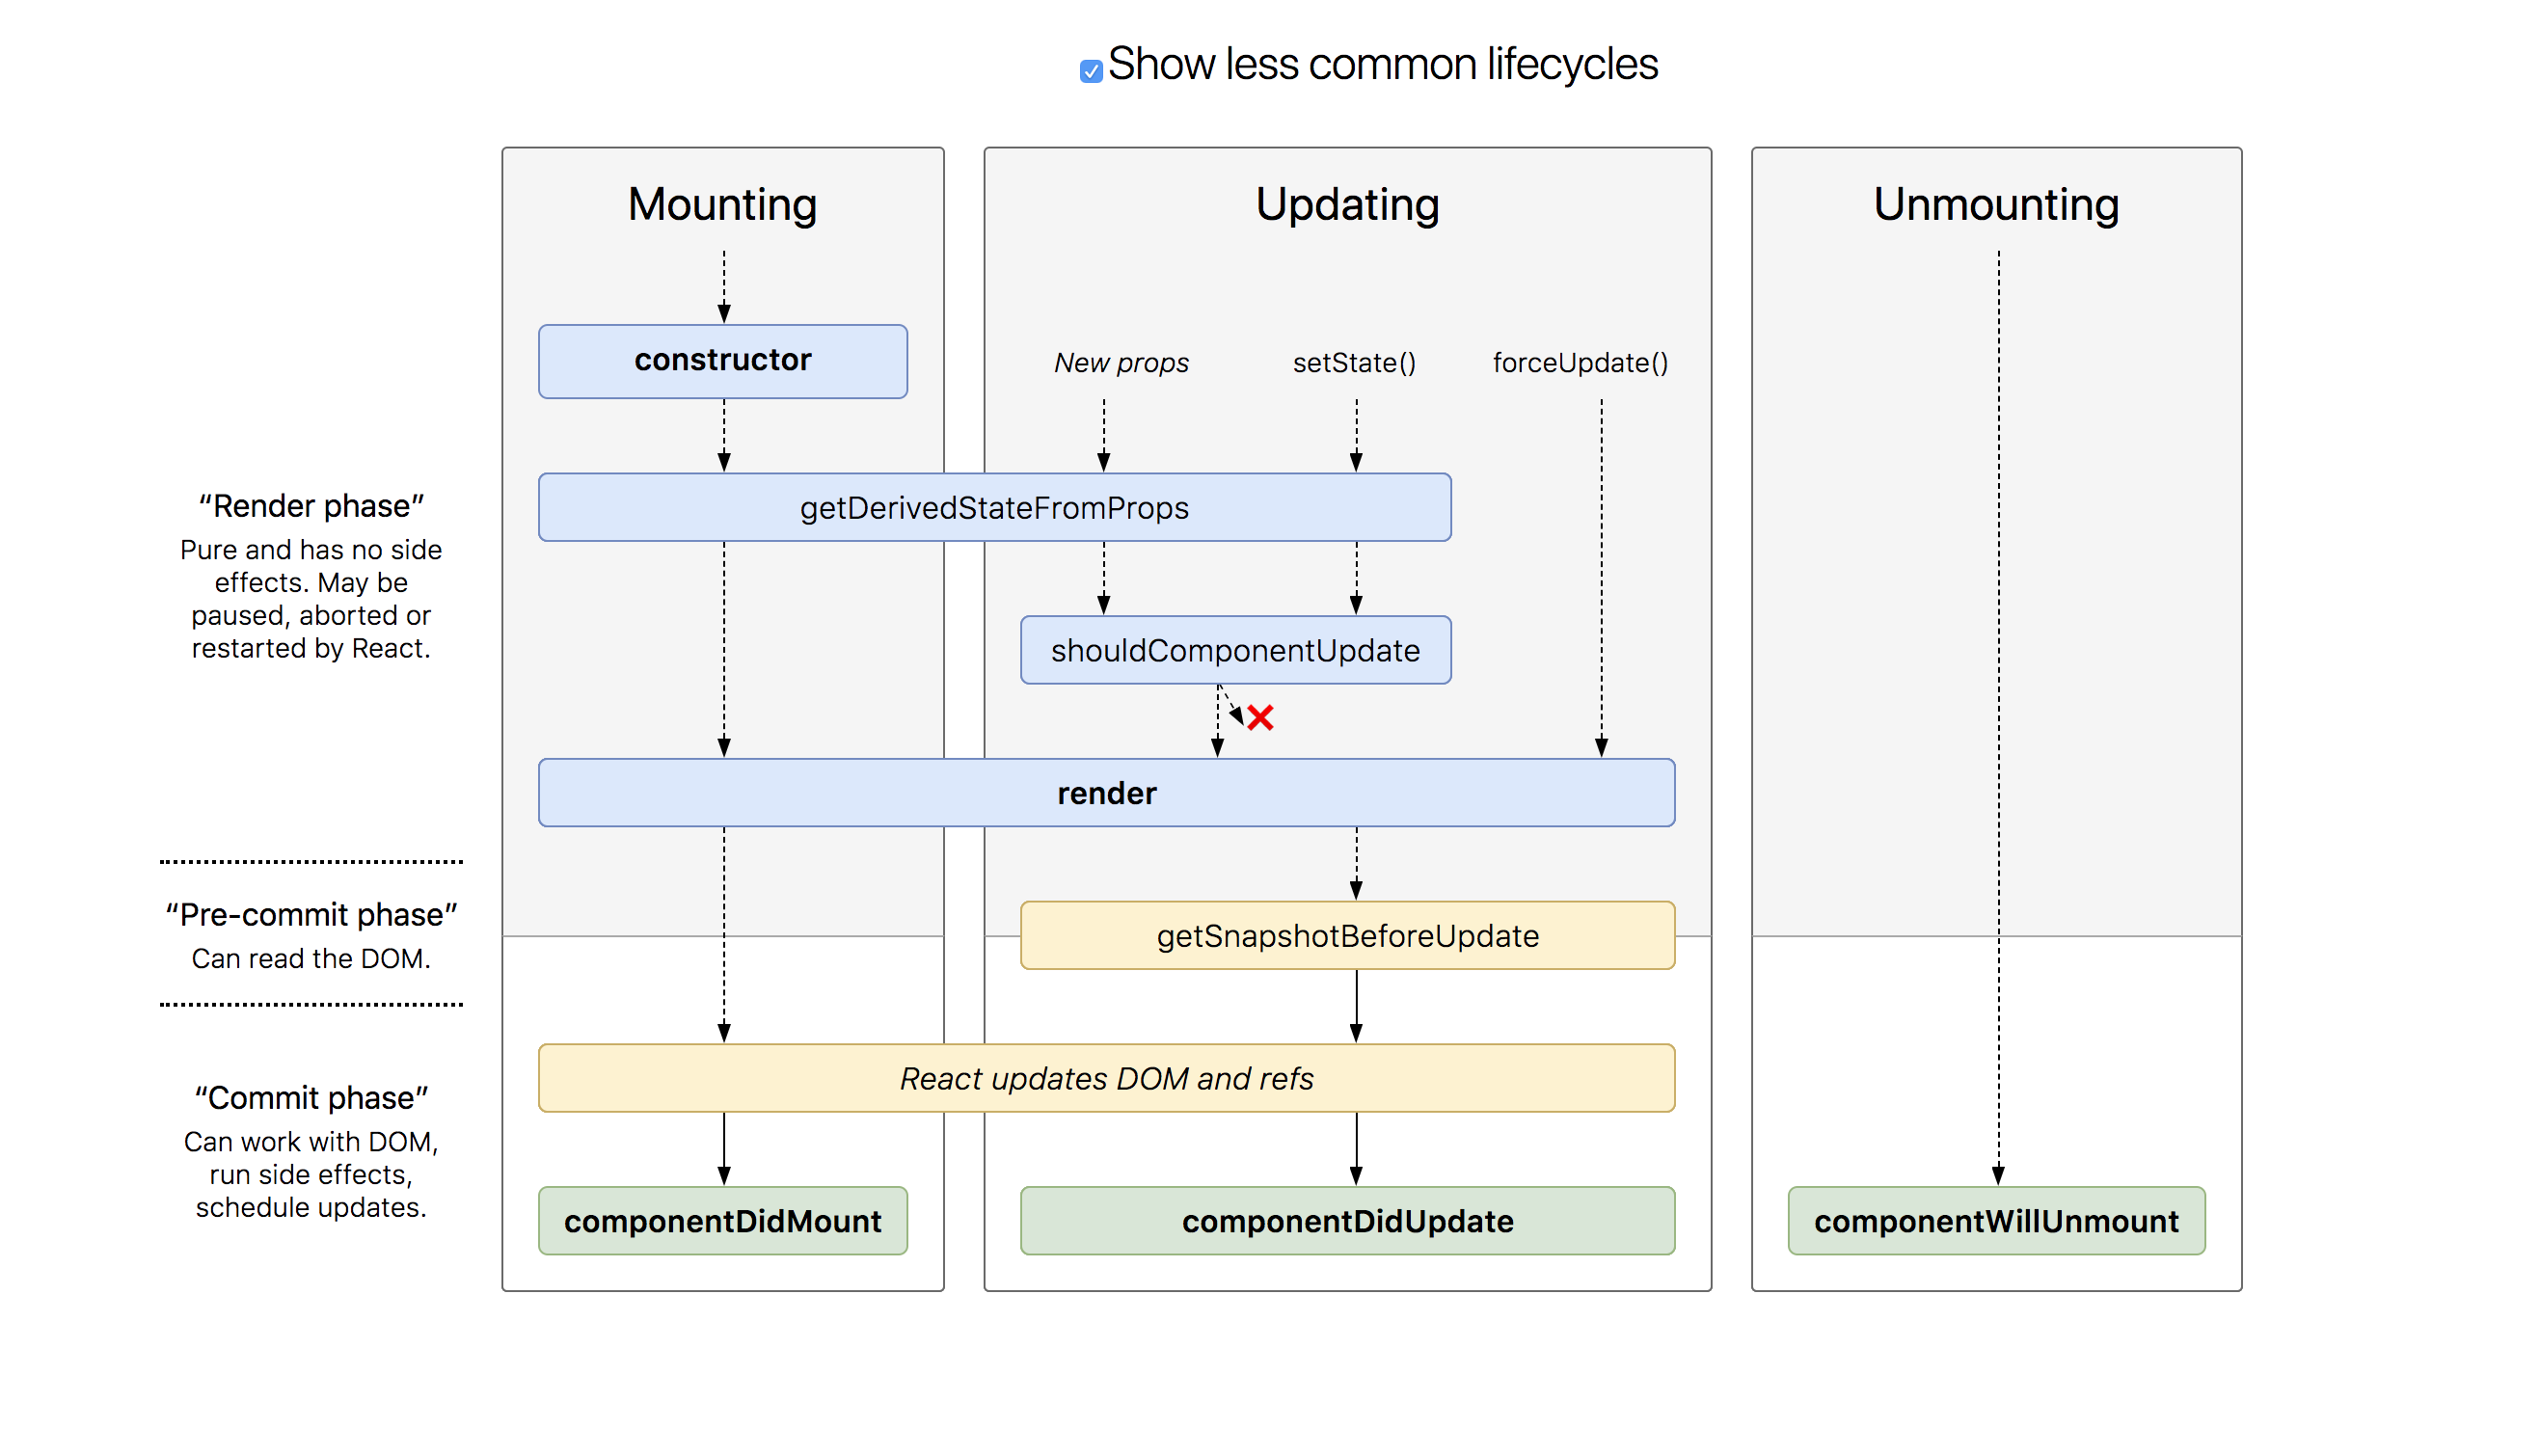 Show less common lifecycles
Mounting
Updating
Unmounting
constructor
New props
setState()
forceUpdate()
getDerivedStateFromProps
“Render phase”
Pure and has no side
effects. May be
paused, aborted or
restarted by React.
shouldComponentUpdate
render
“Pre-commit phase”
Can read the DOM.
getSnapshotBeforeUpdate
React updates DOM and refs
“Commit phase”
Can work with DOM,
run side effects,
schedule updates.
componentDidMount
componentDidUpdate
componentWillUnmount